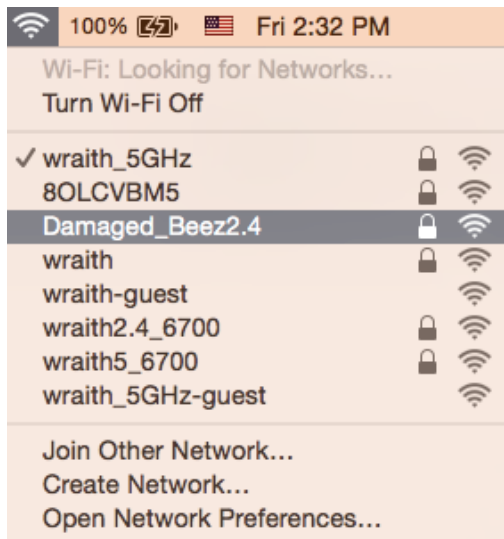 100% Fri 2:32 PM
Wi-Fi: Looking for Networks...
Turn Wi-Fi Off
wraith_5GHz
8OLCVBM5
Damaged_Beez2.4
wraith
wraith-guest
wraith2.4_6700
wraith5_6700
wraith_5GHz-guest
Join Other Network...
Create Network...
Open Network Preferences...